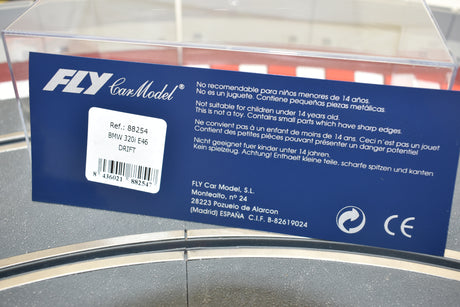 FLY Car Model®
Ref.: 88254
BMW 320i E46
DRIFT
8 436021 882547
No recomendable para niños menores de 14 años.
No es un juguete. Contiene pequeñas piezas metálicas.
Not suitable for children under 14 years old.
This is not a toy. Contains small parts which have sharp edges.
Ne convient pas à un enfant de moins de 14 ans. Ceci n´est pas un jouet
Contient des petites pièces pouvant présenter un danger potentiel
Nicht geeignet fuer kinder unter 14 jahren.
Kein spielzeug. Achtung! Enthaelt kleine teile, scharfe spitzen und kanten
FLY Car Model, S.L.
Montealto, nº 24
28223 Pozuelo de Alarcon
(Madrid) ESPAÑA C.I.F. B-82619024
CE